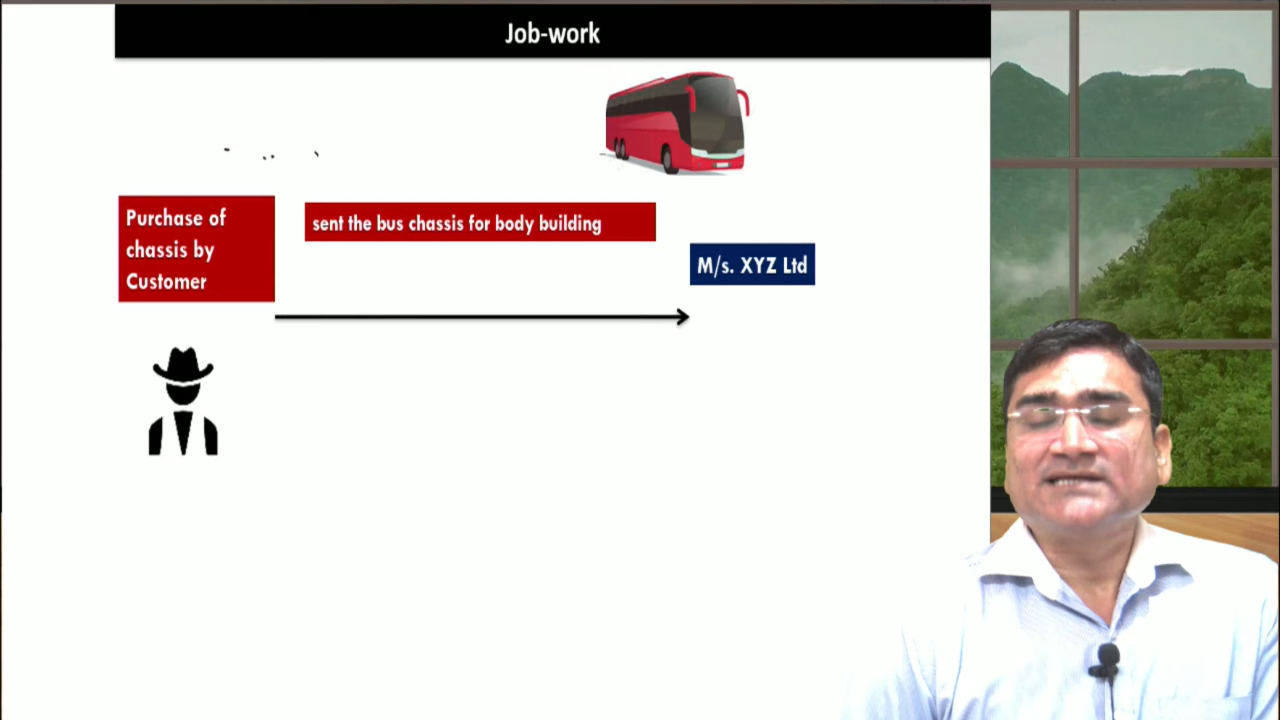 Job-work
Purchase of
chassis by
Customer
sent the bus chassis for body building
M/s. XYZ Ltd